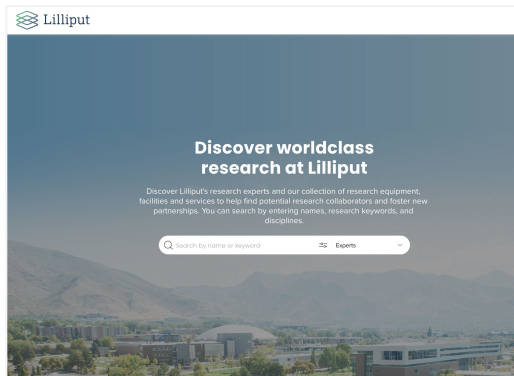 Lilliput
Discover worldclass
research at Lilliput
Discover Lilliput's research experts and our collection of research equipment,
facilities and services to help find potential research collaborators and foster new
partnerships. You can search by entering names, research keywords, and
disciplines.
Search by name or keyword Experts